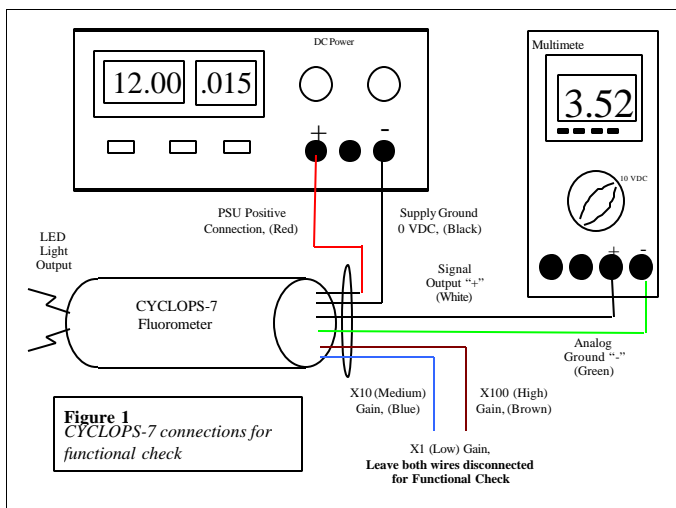 DC Power
Multimete
12.00 .015
3.52
10 VDC
+ -
+ -
PSU Positive
Connection, (Red)
Supply Ground
0 VDC, (Black)
LED
Light
Output
Signal
Output “+”
(White)
CYCLOPS-7
Fluorometer
Analog
Ground “-”
(Green)
X10 (Medium)
Gain, (Blue)
X100 (High)
Gain, (Brown)
Figure 1
CYCLOPS-7 connections for
functional check
X1 (Low) Gain,
Leave both wires disconnected
for Functional Check